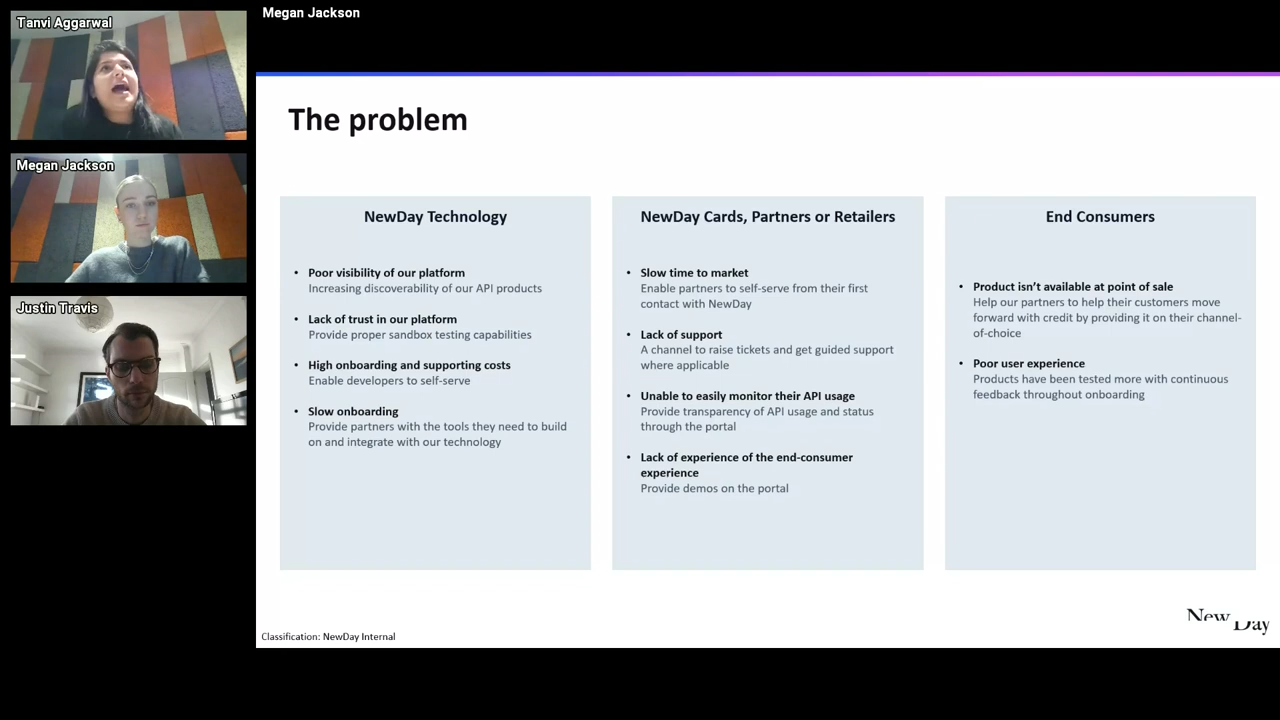 Tanvi Aggarwal
Megan Jackson
Justin Travis
Megan Jackson
The problem
NewDay Technology
• Poor visibility of our platform
Increasing discoverability of our API products
• Lack of trust in our platform
Provide proper sandbox testing capabilities
• High onboarding and supporting costs
Enable developers to self-serve
• Slow onboarding
Provide partners with the tools they need to build
on and integrate with our technology
NewDay Cards, Partners or Retailers
• Slow time to market
Enable partners to self-serve from their first
contact with NewDay
• Lack of support
A channel to raise tickets and get guided support
where applicable
• Unable to easily monitor their API usage
Provide transparency of API usage and status
through the portal
• Lack of experience of the end-consumer
experience
Provide demos on the portal
End Consumers
• Product isn't available at point of sale
Help our partners to help their customers move
forward with credit by providing it on their channel-
of-choice
• Poor user experience
Products have been tested more with continuous
feedback throughout onboarding
New Day
Classification: NewDay Internal